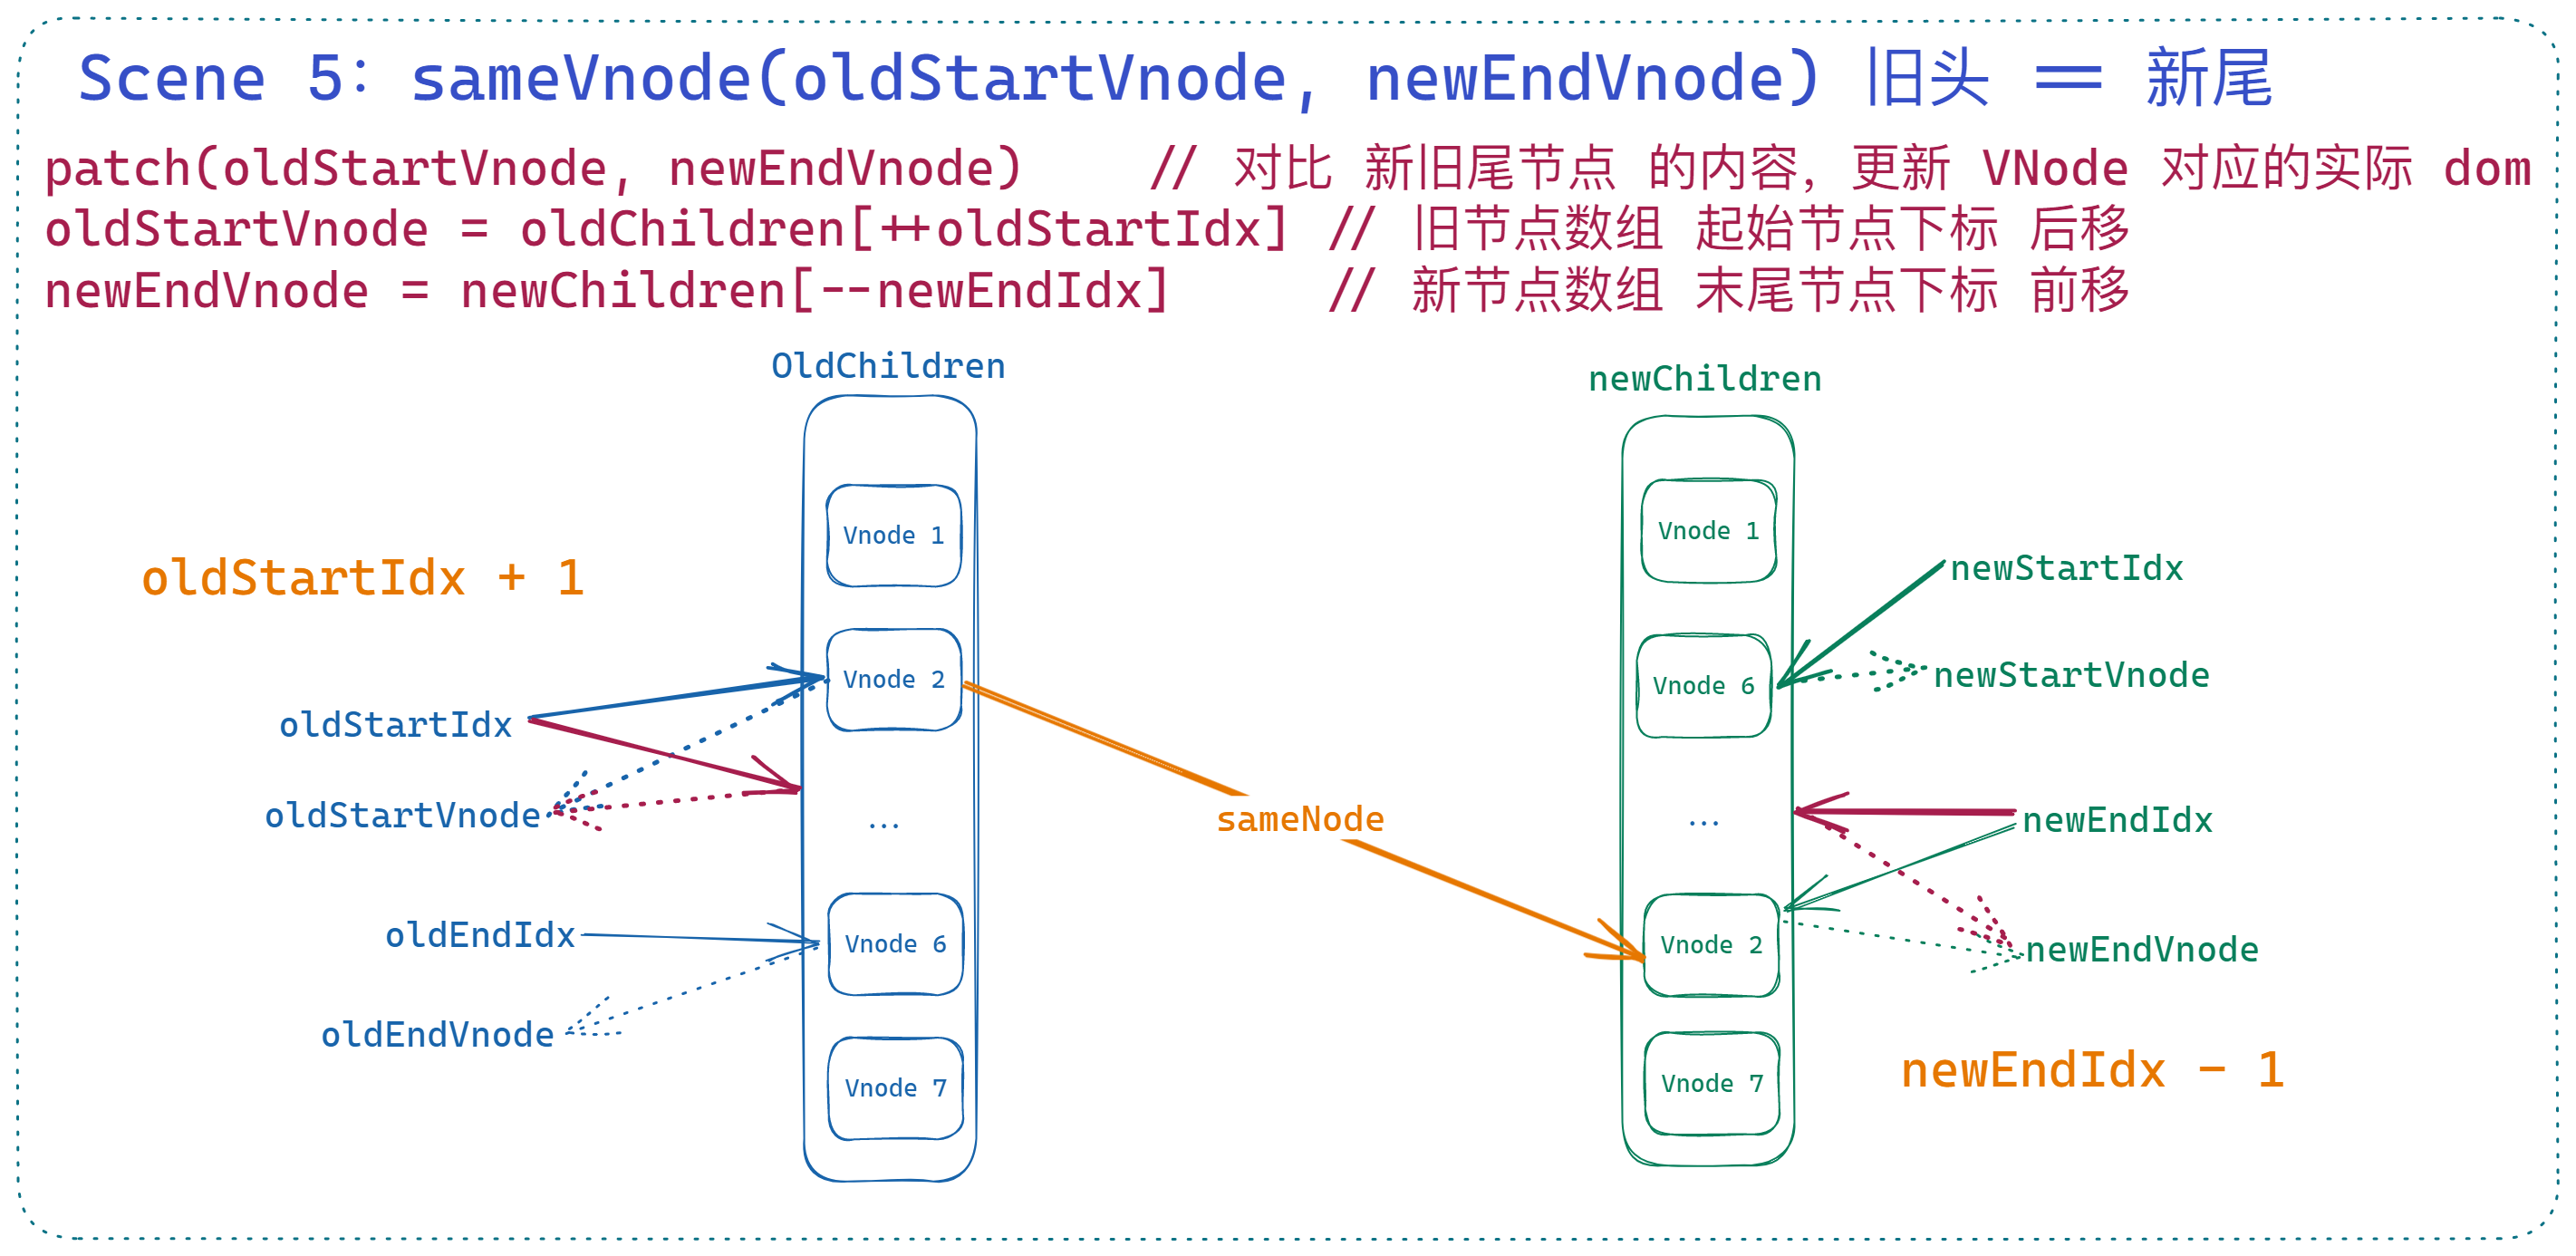 Scene 5: sameVnode(oldStartVnode, newEndVnode) 旧头 == 新尾
patch(oldStartVnode, newEndVnode) // 对比 新旧尾节点 的内容，更新 VNode 对应的实际 dom
oldStartVnode = oldChildren[++oldStartIdx] // 旧节点数组 起始节点下标 后移
newEndVnode = newChildren[--newEndIdx] // 新节点数组 末尾节点下标 前移
OldChildren
newChildren
Vnode 1
Vnode 1
oldStartIdx + 1
newStartIdx
Vnode 2
Vnode 6
newStartVnode
oldStartIdx
oldStartVnode
...
sameNode
...
newEndIdx
oldEndIdx
Vnode 6
Vnode 2
newEndVnode
oldEndVnode
Vnode 7
Vnode 7
newEndIdx - 1